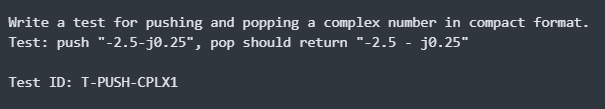 Write a test for pushing and popping a complex number in compact format.
Test: push "-2.5-j0.25", pop should return "-2.5 - j0.25"
Test ID: T-PUSH-CPLX1